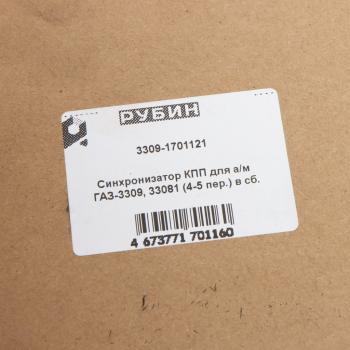 РУБИН
3309-1701121
Синхронизатор КПП для а/м
ГАЗ-3309, 33081 (4-5 пер.) в сб.
4 673771 701160